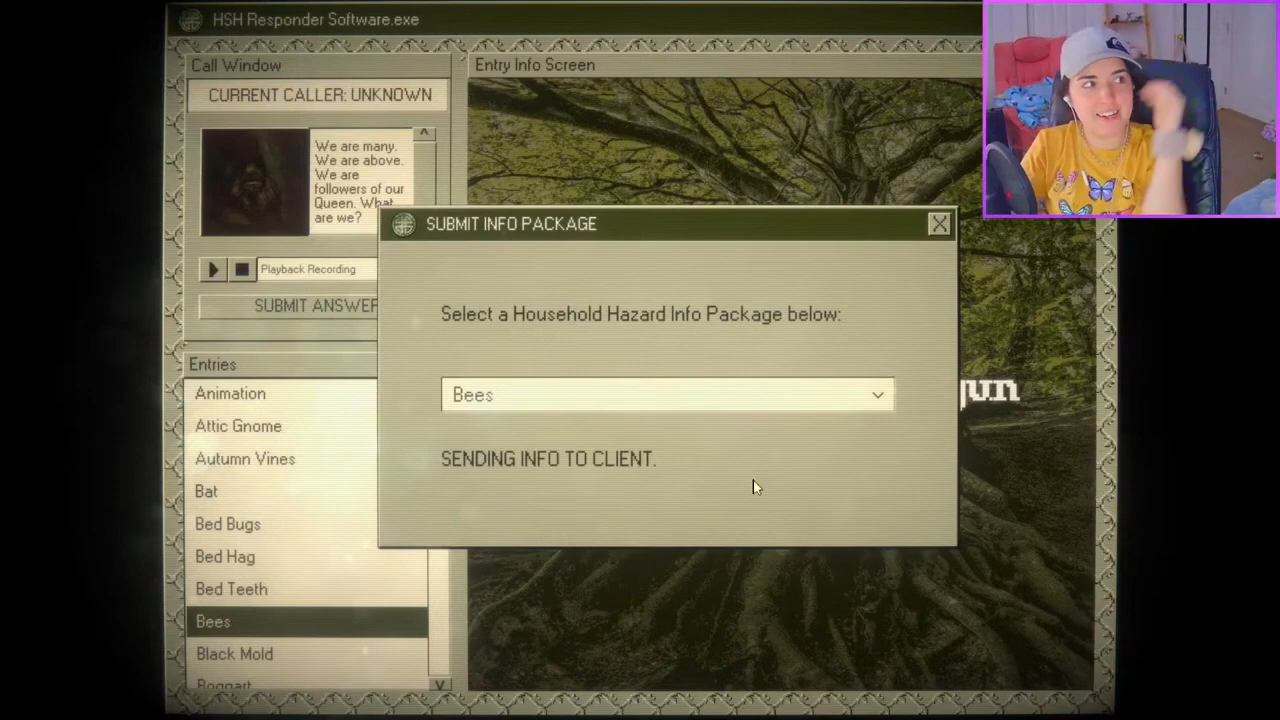 HSH Responder Software.exe
Call Window
CURRENT CALLER: UNKNOWN
We are many.
We are above.
We are
followers of our
Queen. What
are we?
Playback Recording
SUBMIT ANSWER
Entries
Animation
Attic Gnome
Autumn Vines
Bat
Bed Bugs
Bed Hag
Bed Teeth
Bees
Black Mold
Boggart
Entry Info Screen
SUBMIT INFO PACKAGE
Select a Household Hazard Info Package below:
Bees
SENDING INFO TO CLIENT.